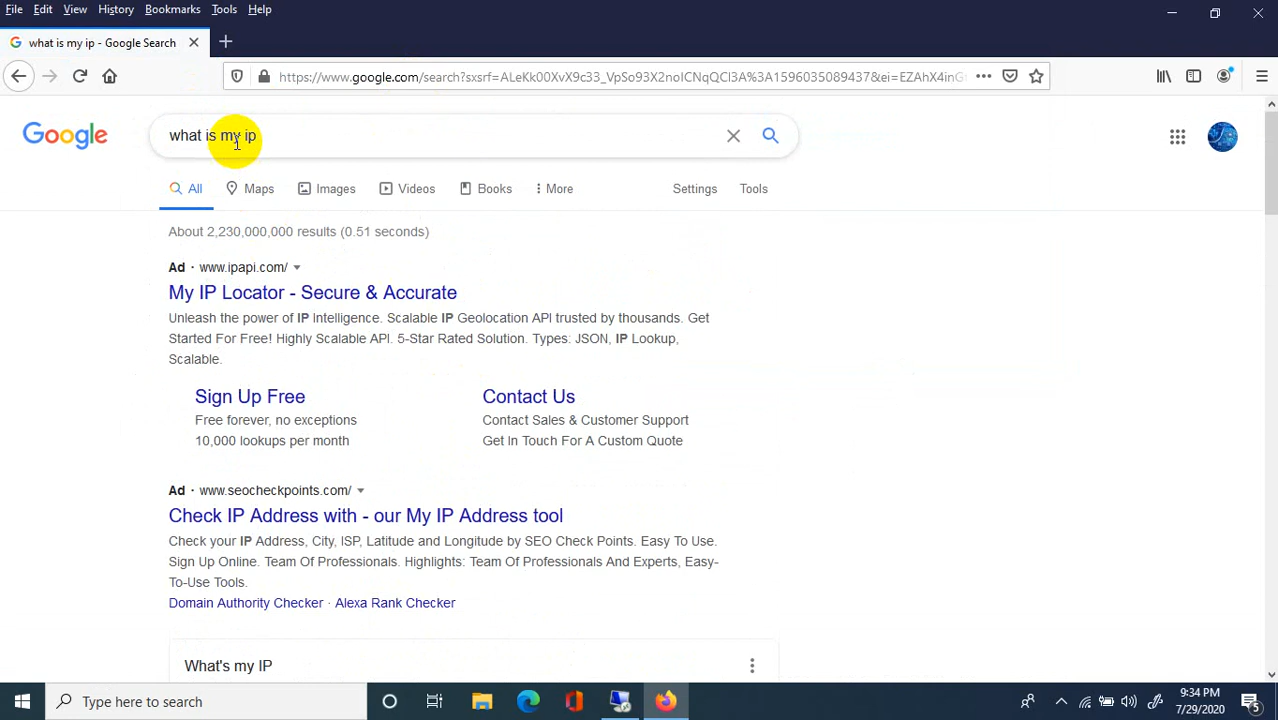 File Edit View History Bookmarks Tools Help
what is my ip - Google Search
https://www.google.com/search?sxsrf=ALeKk00XvX9c33_VpSo93X2noICNqQCl3A%3A1596035089437&ei=EZAhX4inG
Google what is my ip
All Maps Images Videos Books More Settings Tools
About 2,230,000,000 results (0.51 seconds)
Ad · www.ipapi.com/
My IP Locator - Secure & Accurate
Unleash the power of IP Intelligence. Scalable IP Geolocation API trusted by thousands. Get
Started For Free! Highly Scalable API. 5-Star Rated Solution. Types: JSON, IP Lookup,
Scalable.
Sign Up Free
Free forever, no exceptions
10,000 lookups per month
Contact Us
Contact Sales & Customer Support
Get In Touch For A Custom Quote
Ad · www.seocheckpoints.com/
Check IP Address with - our My IP Address tool
Check your IP Address, City, ISP, Latitude and Longitude by SEO Check Points. Easy To Use.
Sign Up Online. Team Of Professionals. Highlights: Team Of Professionals And Experts, Easy-
To-Use Tools.
Domain Authority Checker · Alexa Rank Checker
What's my IP
Type here to search
9:34 PM
7/29/2020
5